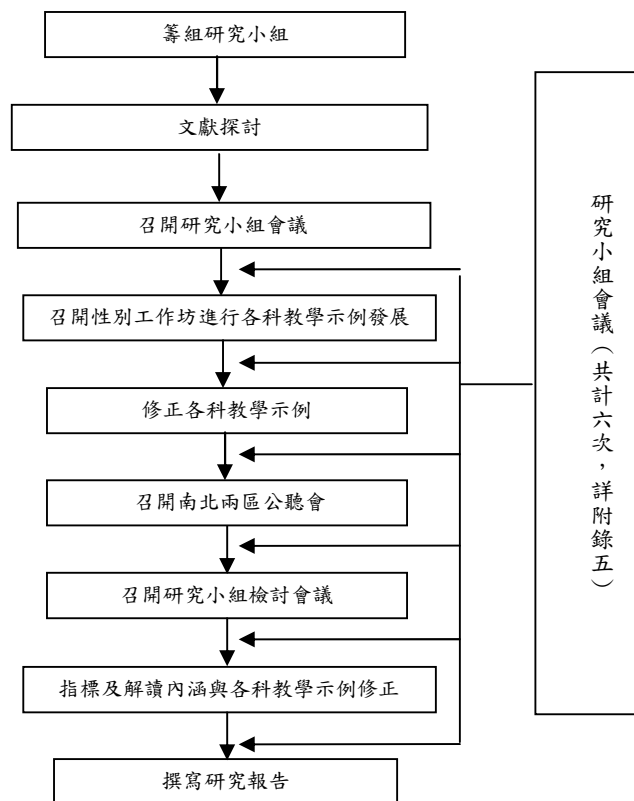 籌組研究小組
文獻探討
召開研究小組會議
召開性別工作坊進行各科教學示例發展
修正各科教學示例
召開南北兩區公聽會
召開研究小組檢討會議
指標及解讀內涵與各科教學示例修正
撰寫研究報告
研究小組會議（共計六次，詳附錄五）